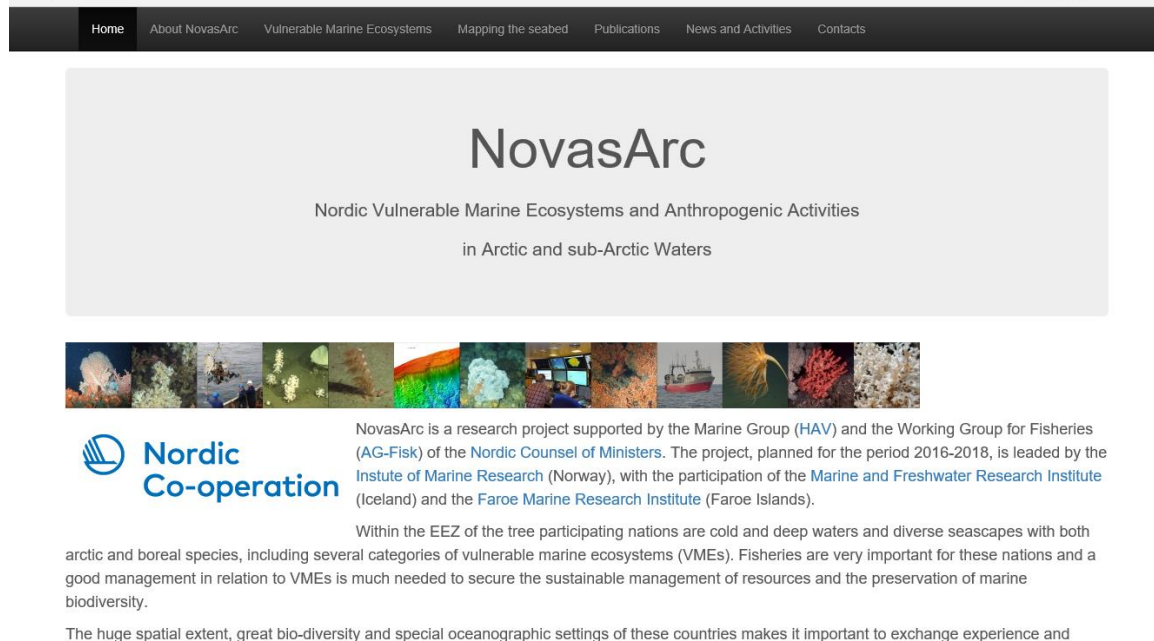 Home About NovasArc Vulnerable Marine Ecosystems Mapping the seabed Publications News and Activities Contacts
NovasArc
Nordic Vulnerable Marine Ecosystems and Anthropogenic Activities
in Arctic and sub-Arctic Waters
Nordic
Co-operation
NovasArc is a research project supported by the Marine Group (HAV) and the Working Group for Fisheries
(AG-Fisk) of the Nordic Counsel of Ministers. The project, planned for the period 2016-2018, is leaded by the
Instute of Marine Research (Norway), with the participation of the Marine and Freshwater Research Institute
(Iceland) and the Faroe Marine Research Institute (Faroe Islands).
Within the EEZ of the tree participating nations are cold and deep waters and diverse seascapes with both
arctic and boreal species, including several categories of vulnerable marine ecosystems (VMEs). Fisheries are very important for these nations and a
good management in relation to VMEs is much needed to secure the sustainable management of resources and the preservation of marine
biodiversity.
The huge spatial extent, great bio-diversity and special oceanographic settings of these countries makes it important to exchange experience and